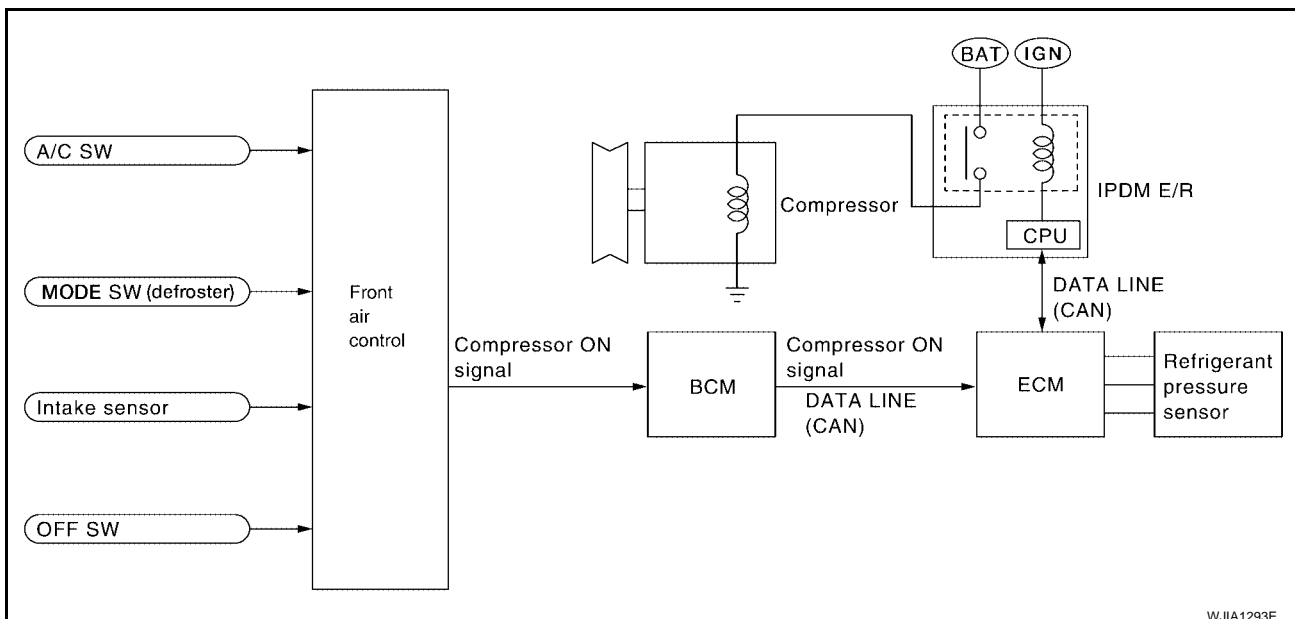 BAT
IGN
A/C SW
MODE SW (defroster)
Intake sensor
OFF SW
Front
air
control
Compressor
IPDM E/R
CPU
DATA LINE
(CAN)
Compressor ON
signal
BCM
Compressor ON
signal
DATA LINE
(CAN)
ECM
Refrigerant
pressure
sensor
WJIA1293E